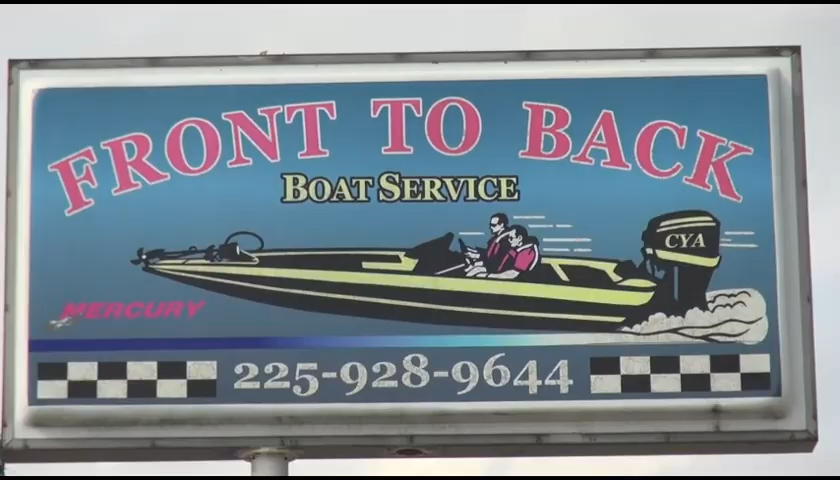 FRONT TO BACK
BOAT SERVICE
CYA
MERCURY
225-928-9644